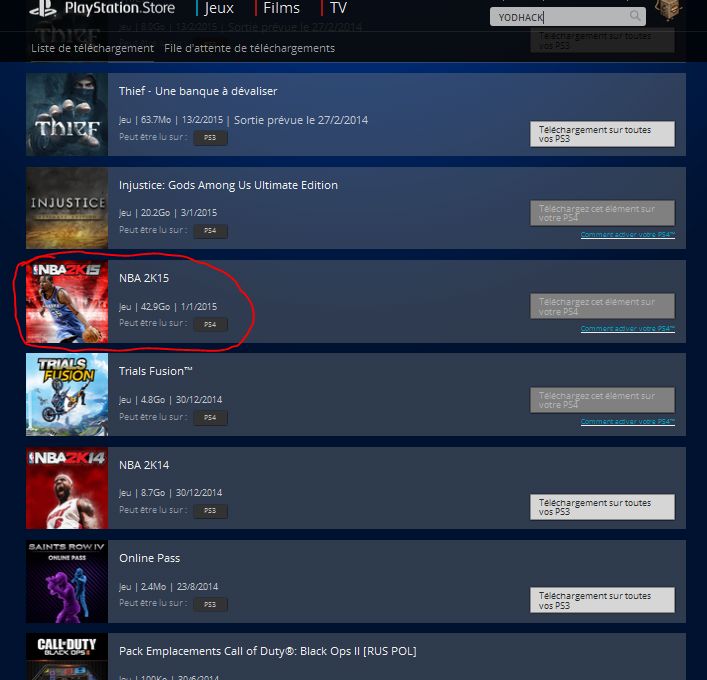 PlayStation.Store
Jeux
Films
TV
YODHACK
Jeu | 8.0Go | 13/2/2015 | Sortie prévue le 27/2/2014
Téléchargement sur toutes
vos PS3
Liste de téléchargement
File d'attente de téléchargements
THIEF
Thief - Une banque à dévaliser
Jeu | 63.7Mo | 13/2/2015 | Sortie prévue le 27/2/2014
Peut être lu sur : PS3
Téléchargement sur toutes
vos PS3
INJUSTICE
ULTIMATE EDITION
Injustice: Gods Among Us Ultimate Edition
Jeu | 20.2Go | 3/1/2015
Peut être lu sur : PS4
Téléchargez cet élément sur
votre PS4
Comment activer votre PS4™
NBA2K15
NBA 2K15
Jeu | 42.9Go | 1/1/2015
Peut être lu sur : PS4
Téléchargez cet élément sur
votre PS4
Comment activer votre PS4™
TRIALS
FUSION
Trials Fusion™
Jeu | 4.8Go | 30/12/2014
Peut être lu sur : PS4
Téléchargez cet élément sur
votre PS4
Comment activer votre PS4™
NBA2K14
NBA 2K14
Jeu | 8.7Go | 30/12/2014
Peut être lu sur : PS3
Téléchargement sur toutes
vos PS3
SAINTS ROW IV
ONLINE PASS
Online Pass
Jeu | 2.4Mo | 23/8/2014
Peut être lu sur : PS3
Téléchargement sur toutes
vos PS3
CALL OF DUTY
BLACK OPS II
Pack Emplacements Call of Duty®: Black Ops II [RUS POL]
Jeu | 100Ko | 30/6/2014